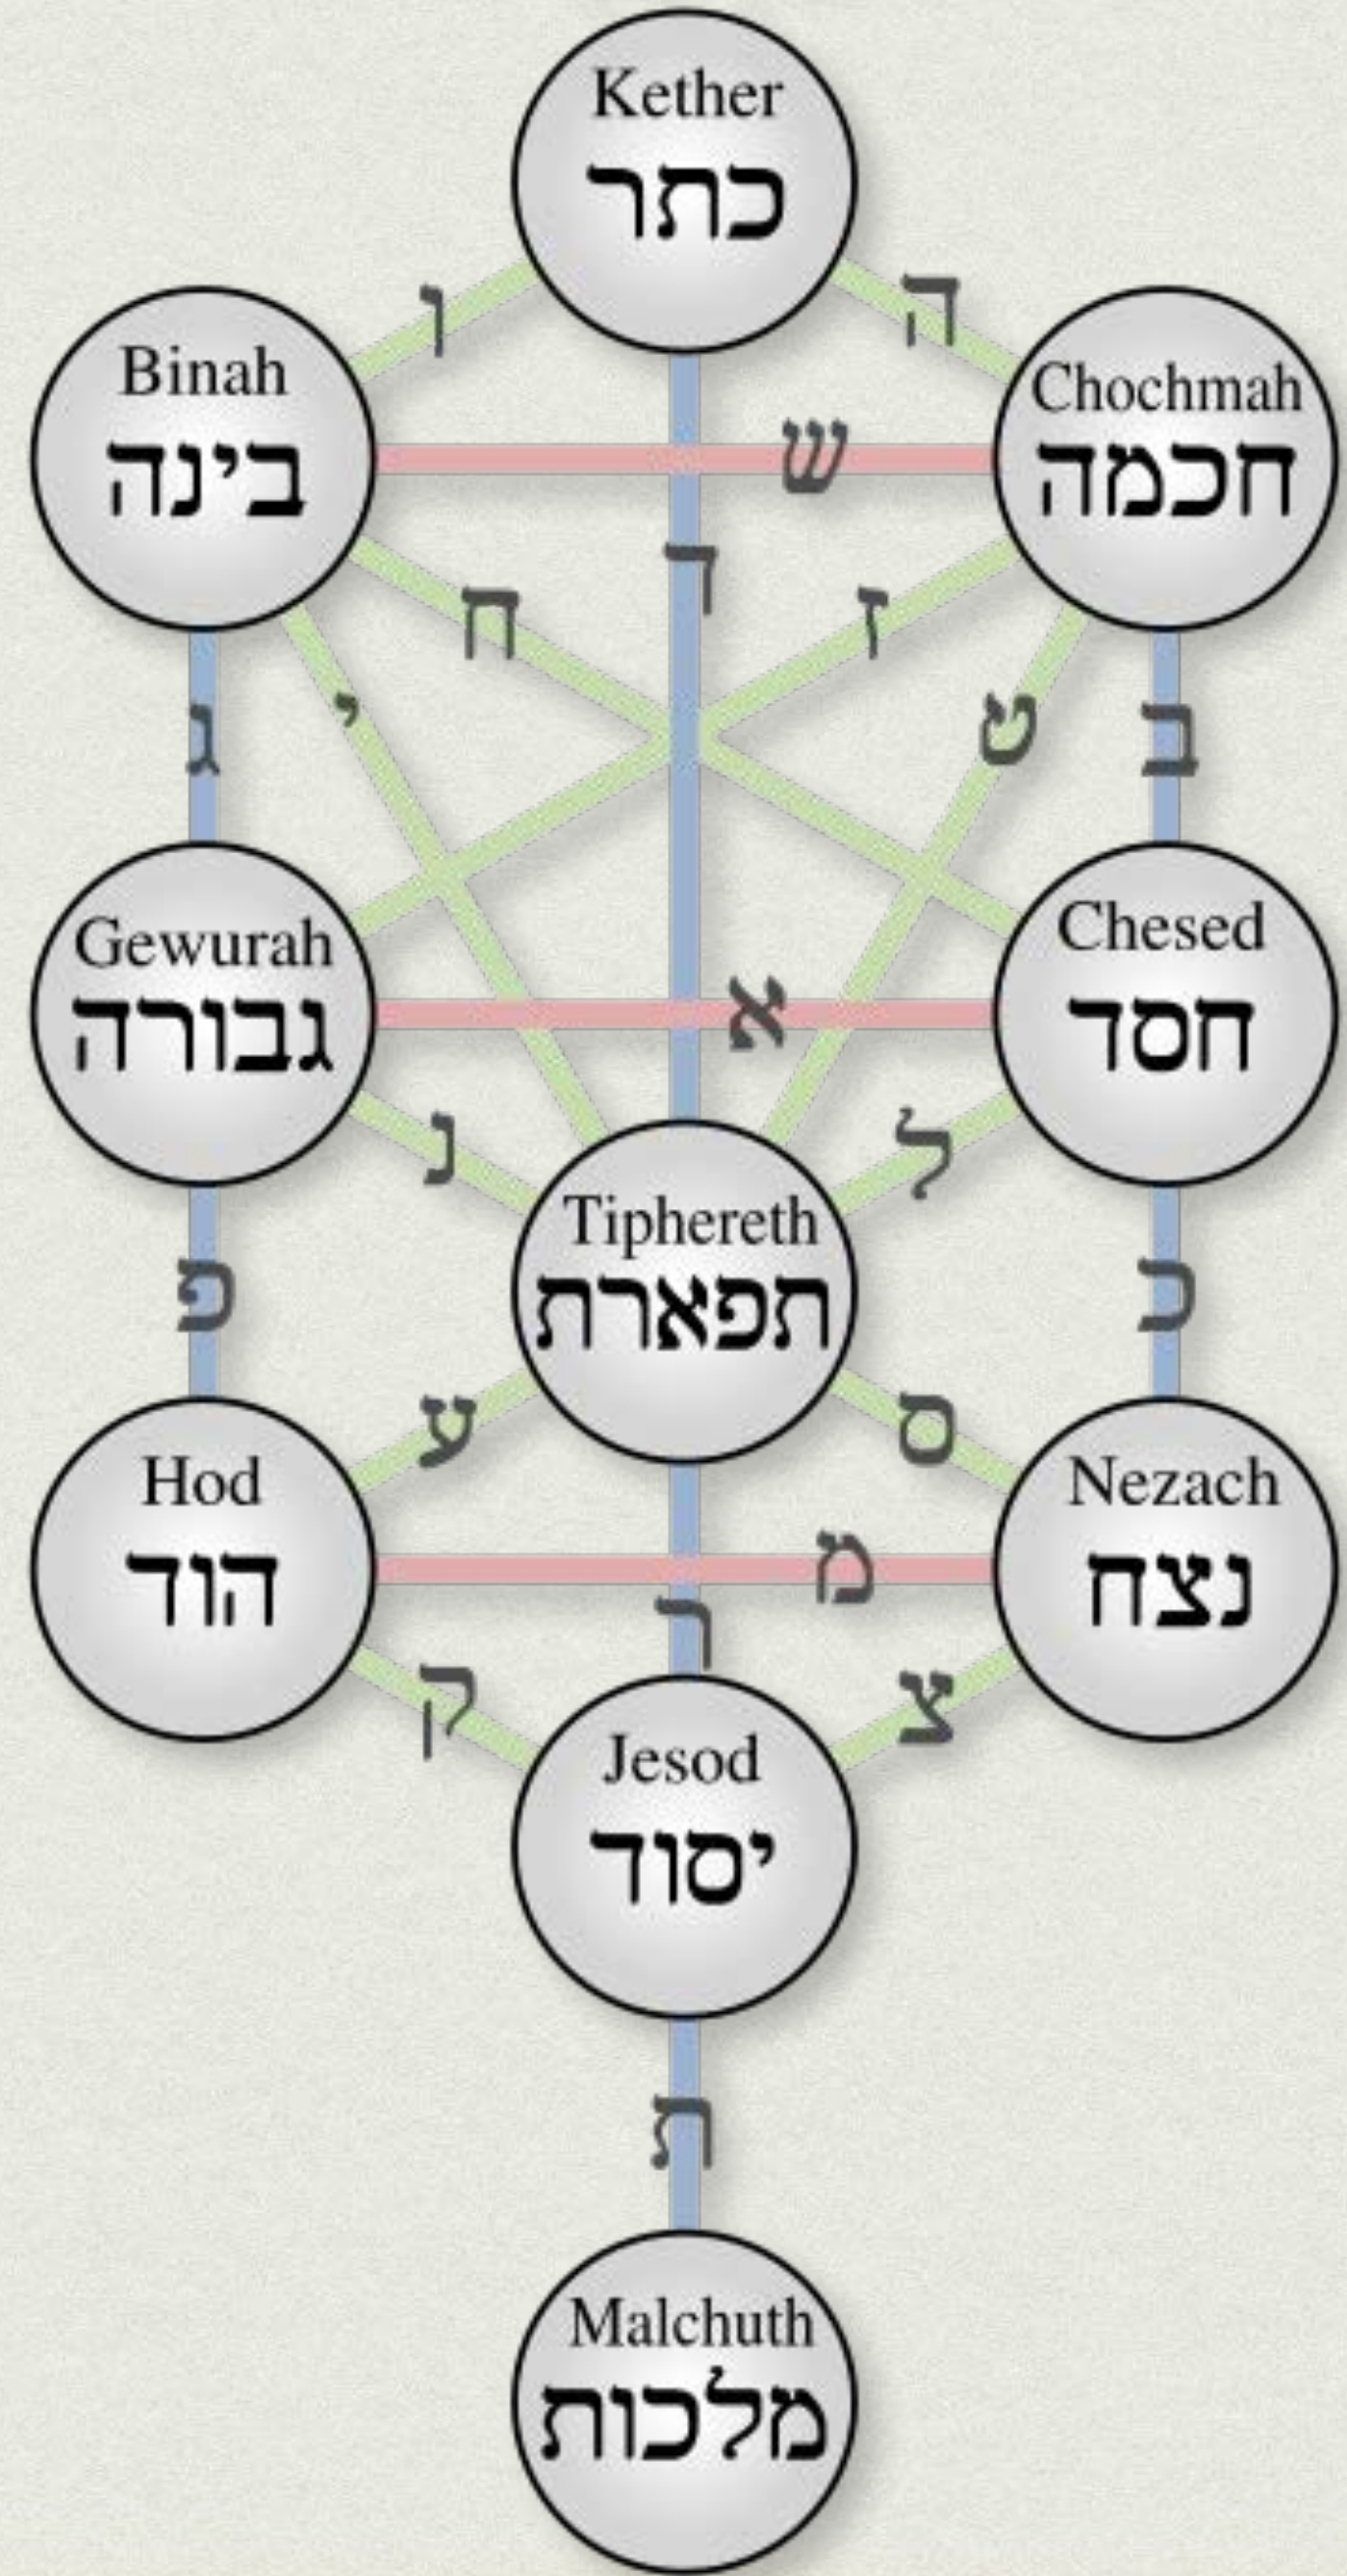 Kether
כתר
ו
ה
Binah
בינה
Chochmah
חכמה
ש
ד
ח
ז
ג
י
ט
ב
Gewurah
גבורה
Chesed
חסד
א
נ
ל
Tiphereth
תפארת
פ
כ
ע
ס
Hod
הוד
Nezach
נצח
מ
ר
ק
צ
Jesod
יסוד
ת
Malchuth
מלכות